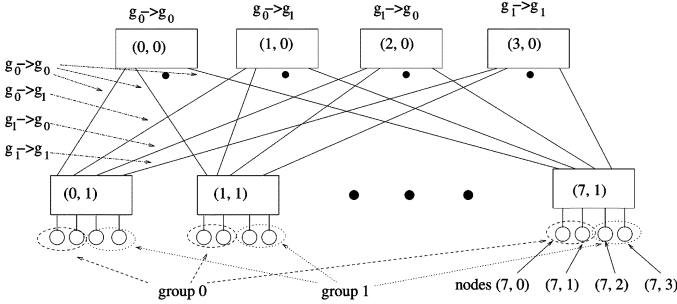 g0->g0 g0->g1 g1->g0 g1->g1
(0, 0) (1, 0) (2, 0) (3, 0)
g0->g0
g0->g1
g1->g0
g1->g1
(0, 1) (1, 1) (7, 1)
nodes (7, 0) (7, 1) (7, 2) (7, 3)
group 0 group 1